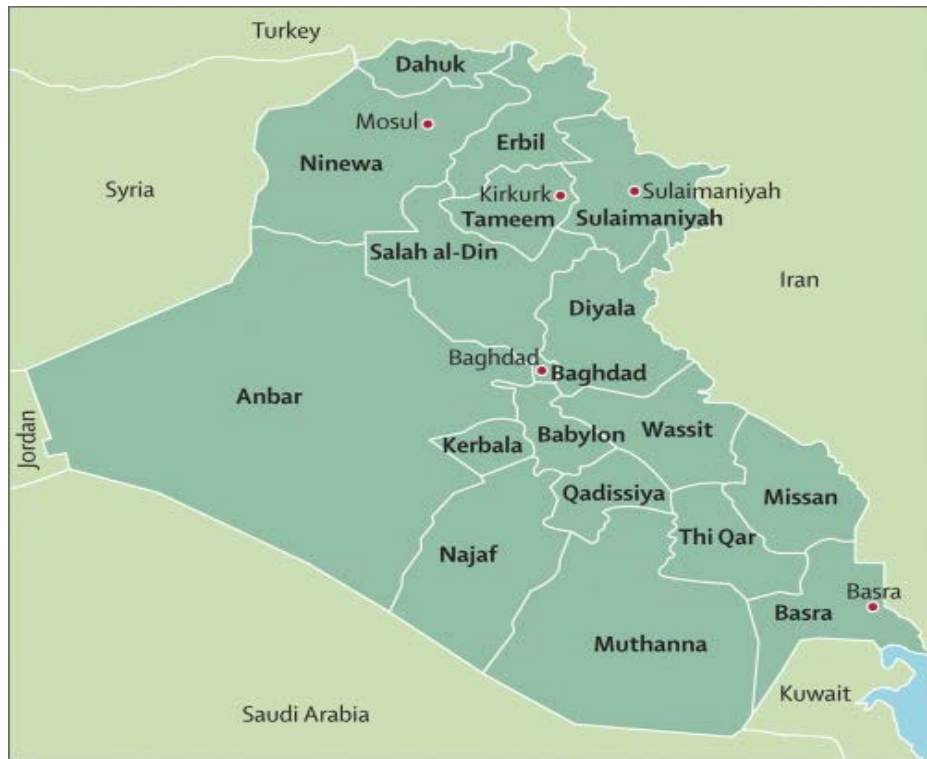 Turkey
Dahuk
Mosul
Erbil
Ninewa
Syria
Kirkurk
Sulaimaniyah
Tameem
Sulaimaniyah
Salah al-Din
Iran
Diyala
Baghdad
Baghdad
Anbar
Jordan
Kerbala
Babylon
Wassit
Qadissiya
Missan
Najaf
Thi Qar
Basra
Basra
Muthanna
Kuwait
Saudi Arabia